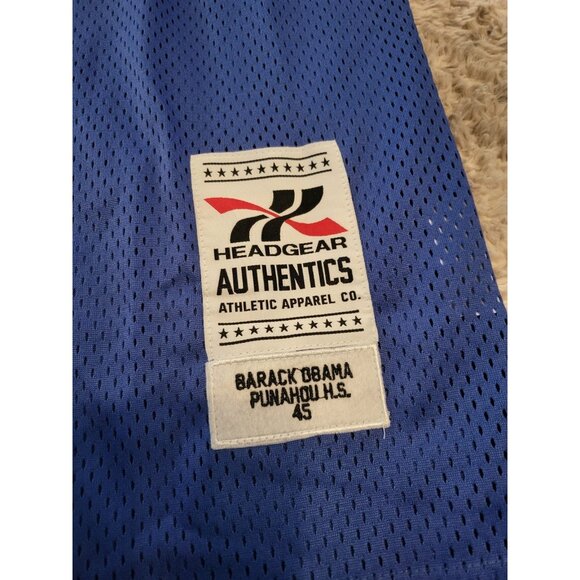 HEADGEAR
AUTHENTICS
ATHLETIC APPAREL CO.
BARACK OBAMA
PUNAHOU H.S.
45